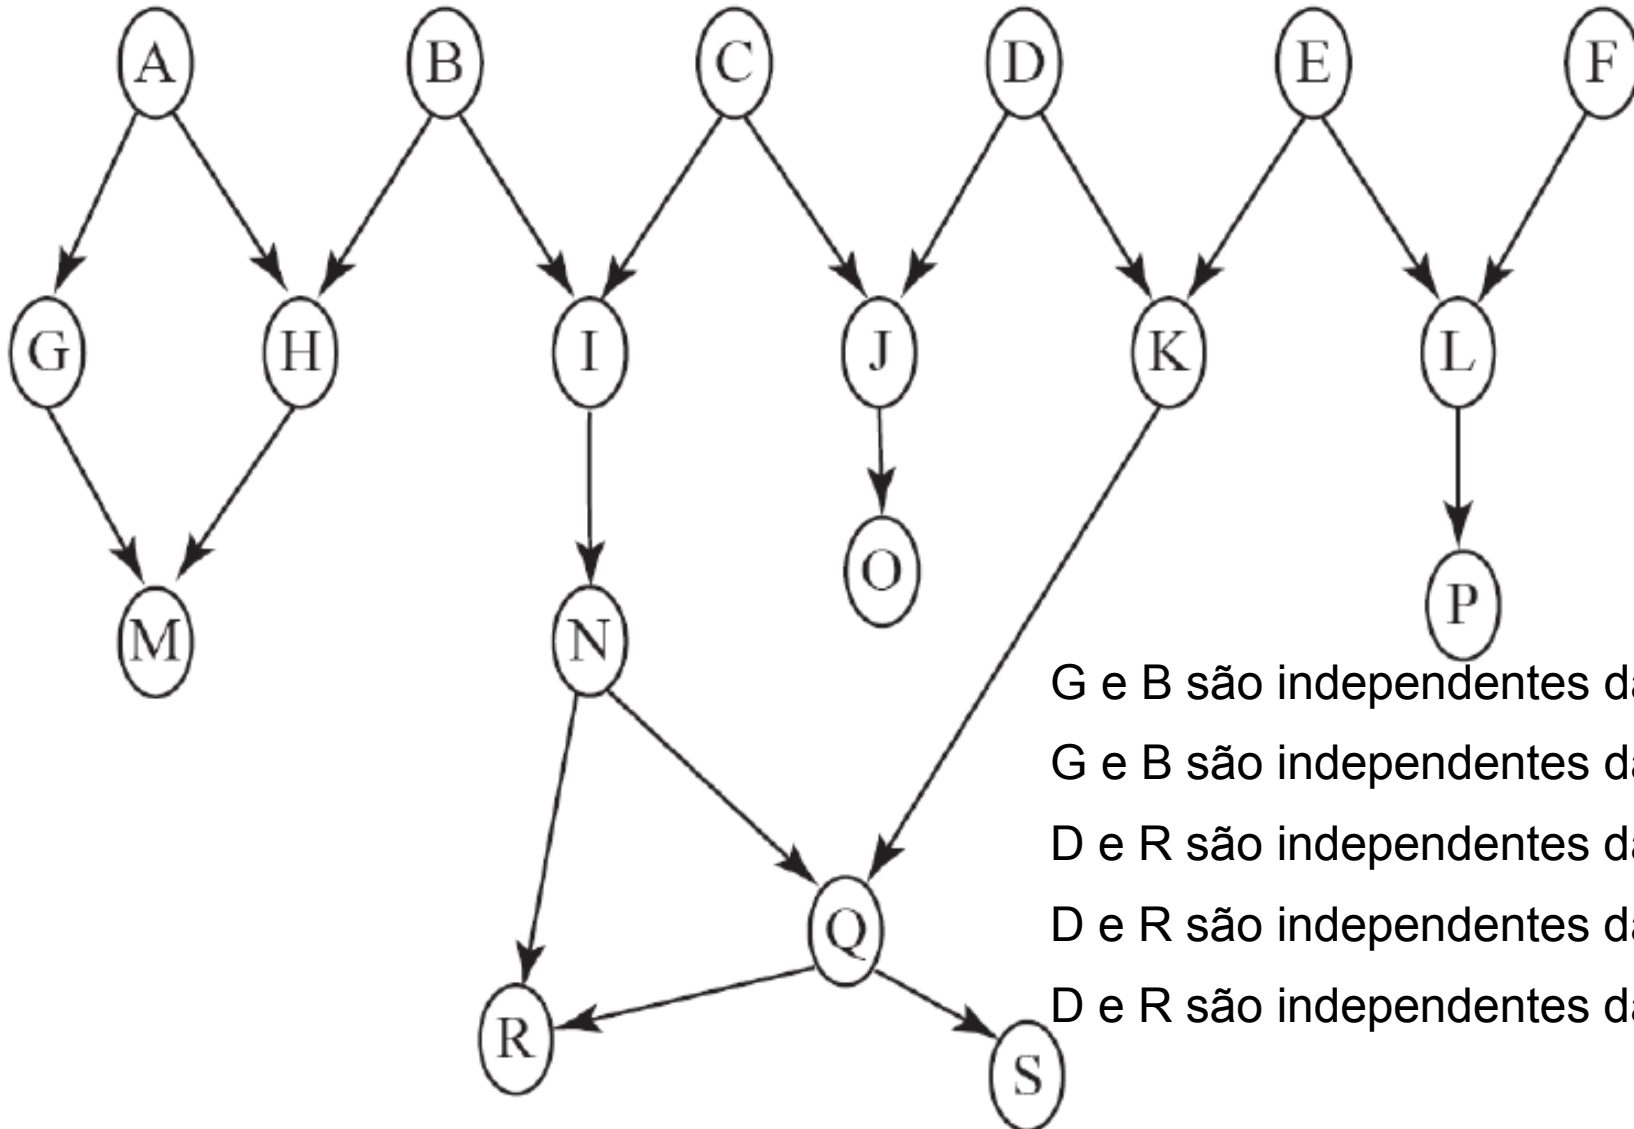 A B C D E F
G H I J K L
O
P
M N
G e B são independentes da
G e B são independentes da
D e R são independentes da
D e R são independentes da
Q
D e R são independentes da
R
S